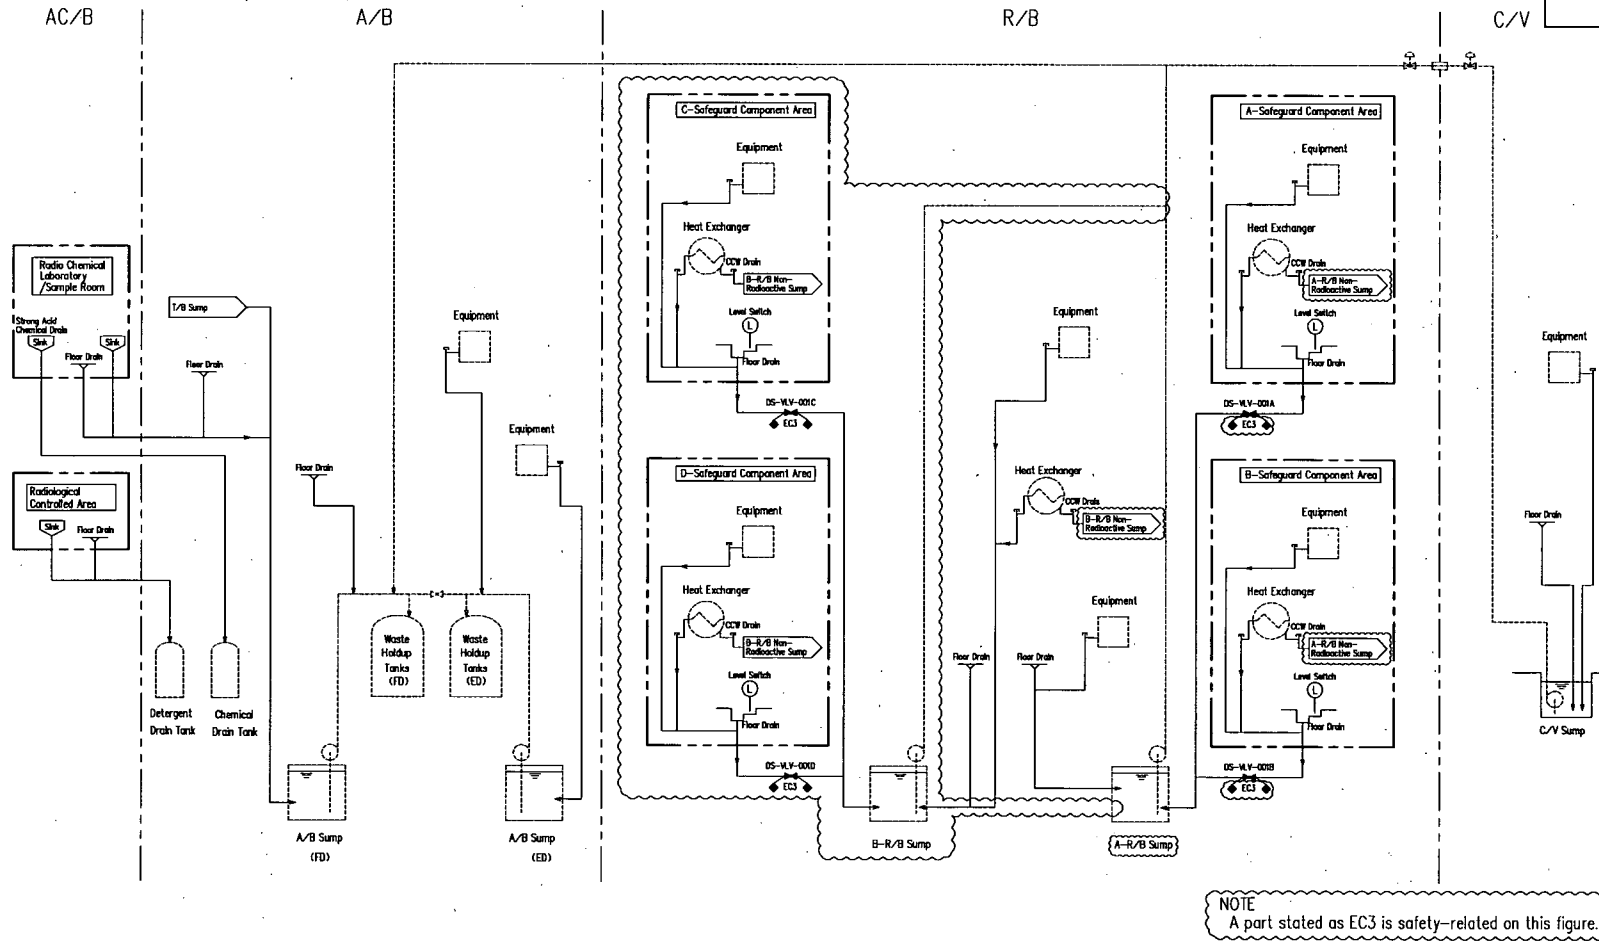 AC/B
A/B
R/B
C/V
Radio Chemical
Laboratory
/Sample Room
Strong Acid
Chemical Drain
Sink
Floor Drain
Sink
Radiological
Controlled Area
Sink
Floor Drain
Detergent
Drain Tank
Chemical
Drain Tank
T/B Sump
Floor Drain
Floor Drain
Equipment
Equipment
Waste
Holdup
Tanks
(FD)
Waste
Holdup
Tanks
(ED)
A/B Sump
(FD)
A/B Sump
(ED)
C-Safeguard Component Area
Equipment
Heat Exchanger
CCW Drain
B-R/B Non-
Radioactive Sump
Level Switch
L
Floor Drain
DS-VLV-001C
EC3
D-Safeguard Component Area
Equipment
Heat Exchanger
CCW Drain
B-R/B Non-
Radioactive Sump
Level Switch
L
Floor Drain
DS-VLV-001D
EC3
Equipment
Heat Exchanger
CCW Drain
B-R/B Non-
Radioactive Sump
Equipment
Floor Drain
Floor Drain
B-R/B Sump
A-R/B Sump
A-Safeguard Component Area
Equipment
Heat Exchanger
CCW Drain
A-R/B Non-
Radioactive Sump
Level Switch
L
Floor Drain
DS-VLV-001A
EC3
B-Safeguard Component Area
Equipment
Heat Exchanger
CCW Drain
A-R/B Non-
Radioactive Sump
Level Switch
L
Floor Drain
DS-VLV-001B
EC3
Equipment
Floor Drain
C/V Sump
NOTE
A part stated as EC3 is safety-related on this figure.